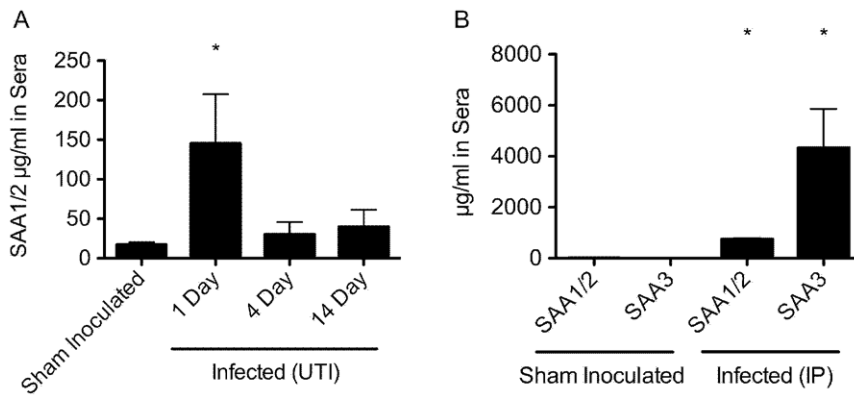 A
SAA1/2 µg/ml in Sera
250
200
150
100
50
0
*
Sham Inoculated
1 Day
4 Day
14 Day
Infected (UTI)
B
µg/ml in Sera
8000
6000
4000
2000
0
*
*
SAA1/2
SAA3
SAA1/2
SAA3
Sham Inoculated
Infected (IP)